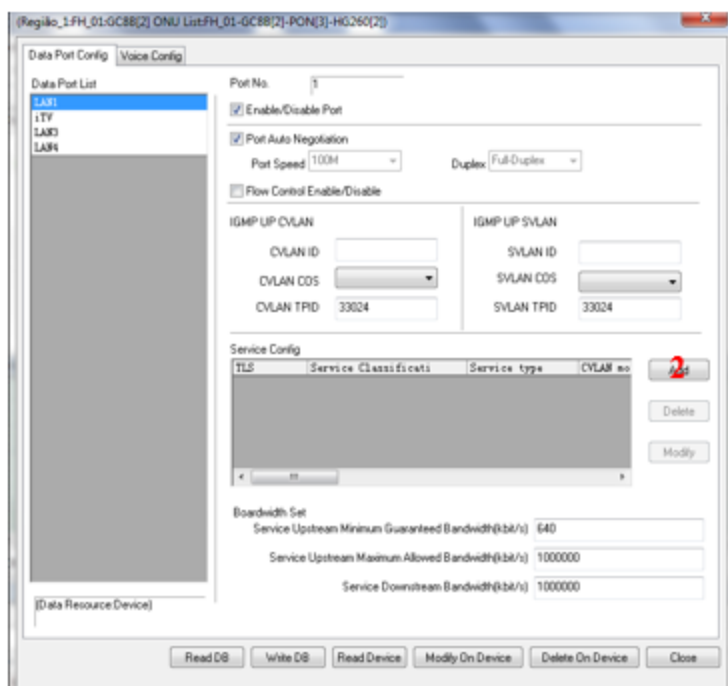 (Região_1:FH_01:GC8B[2] ONU List:FH_01-GC8B[2]-PON[3]-HG260[2])
Data Port Config Voice Config
Data Port List
LAN1
iTV
LAN3
LAN4
(Data Resource:Device)
Port No. 1
Enable/Disable Port
Port Auto Negotiation
Port Speed 100M Duplex Full-Duplex
Flow Control Enable/Disable
IGMP UP CVLAN IGMP UP SVLAN
CVLAN ID SVLAN ID
CVLAN COS SVLAN COS
CVLAN TPID 33024 SVLAN TPID 33024
Service Config
TLS Service Classificati Service type CVLAN mo
Add
2
Delete
Modify
Boardwidth Set
Service Upstream Minimum Guaranteed Bandwidth(kbit/s) 640
Service Upstream Maximum Allowed Bandwidth(kbit/s) 1000000
Service Downstream Bandwidth(kbit/s) 1000000
Read DB Write DB Read Device Modify On Device Delete On Device Close